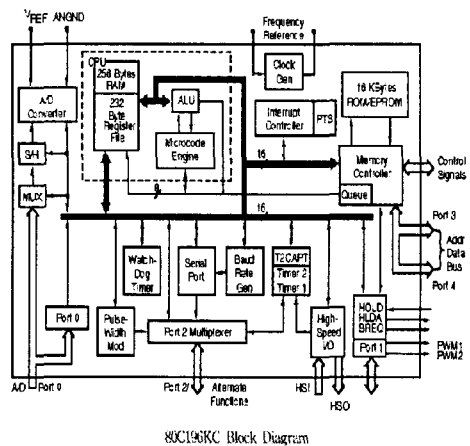 VREF ANGND
Frequency
Reference
Clock
Gen
CPU
256 Bytes
RAM
232
Byte
Register
File
ALU
Microcode
Engine
A/D
Converter
S/H
MUX
Interrupt
Controller
PTS
16 KBytes
ROM/EPROM
Memory
Controller
Queue
Control
Signals
16
8
16
Port 3
Addr
Data
Bus
Port 4
Watch-
Dog
Timer
Serial
Port
Baud
Rate
Gen
T2CAPT
Timer 2
Timer 1
Port 0
Pulse-
Width
Mod
Port 2 Multiplexer
High-
Speed
I/O
HOLD
HLDA
BREQ
Port 1
PWM1
PWM2
A/D Port 0
Port 2/ Alternate
Functions
HSI
HSO
80C196KC Block Diagram